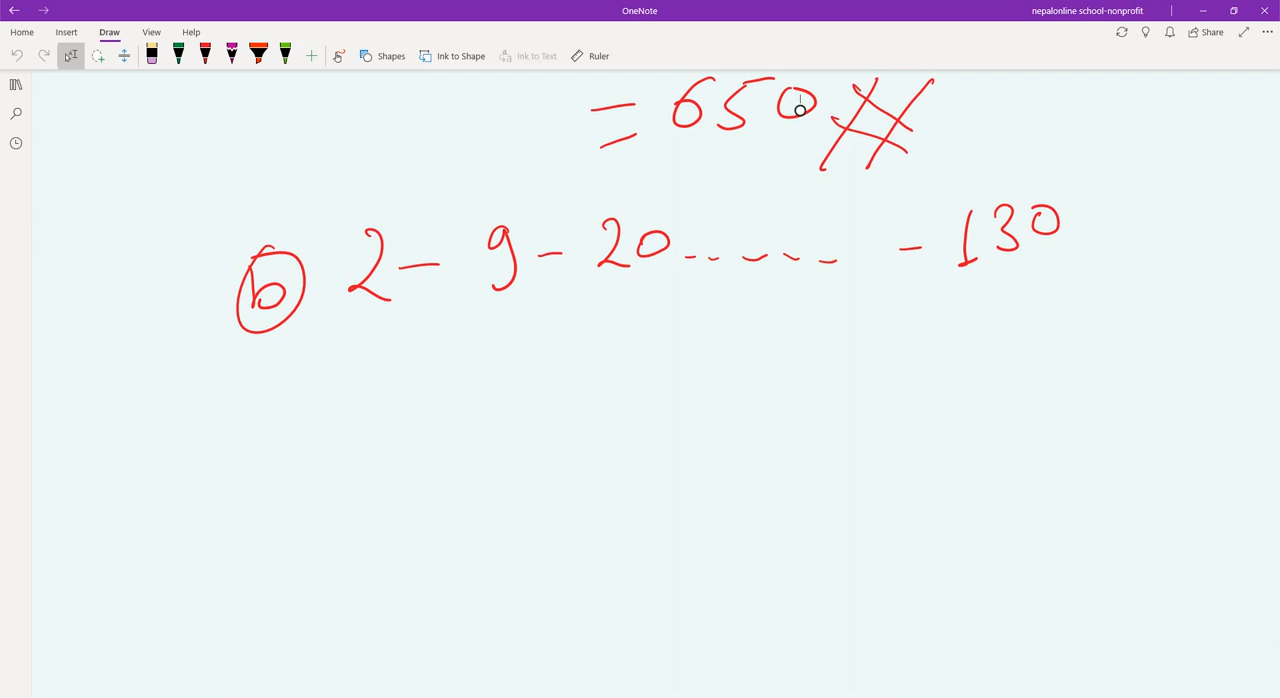 OneNote
nepalonline school-nonprofit
Home Insert Draw View Help
Share
Shapes Ink to Shape Ink to Text Ruler
= 650
b 2 - 9 - 20 ...... - 130